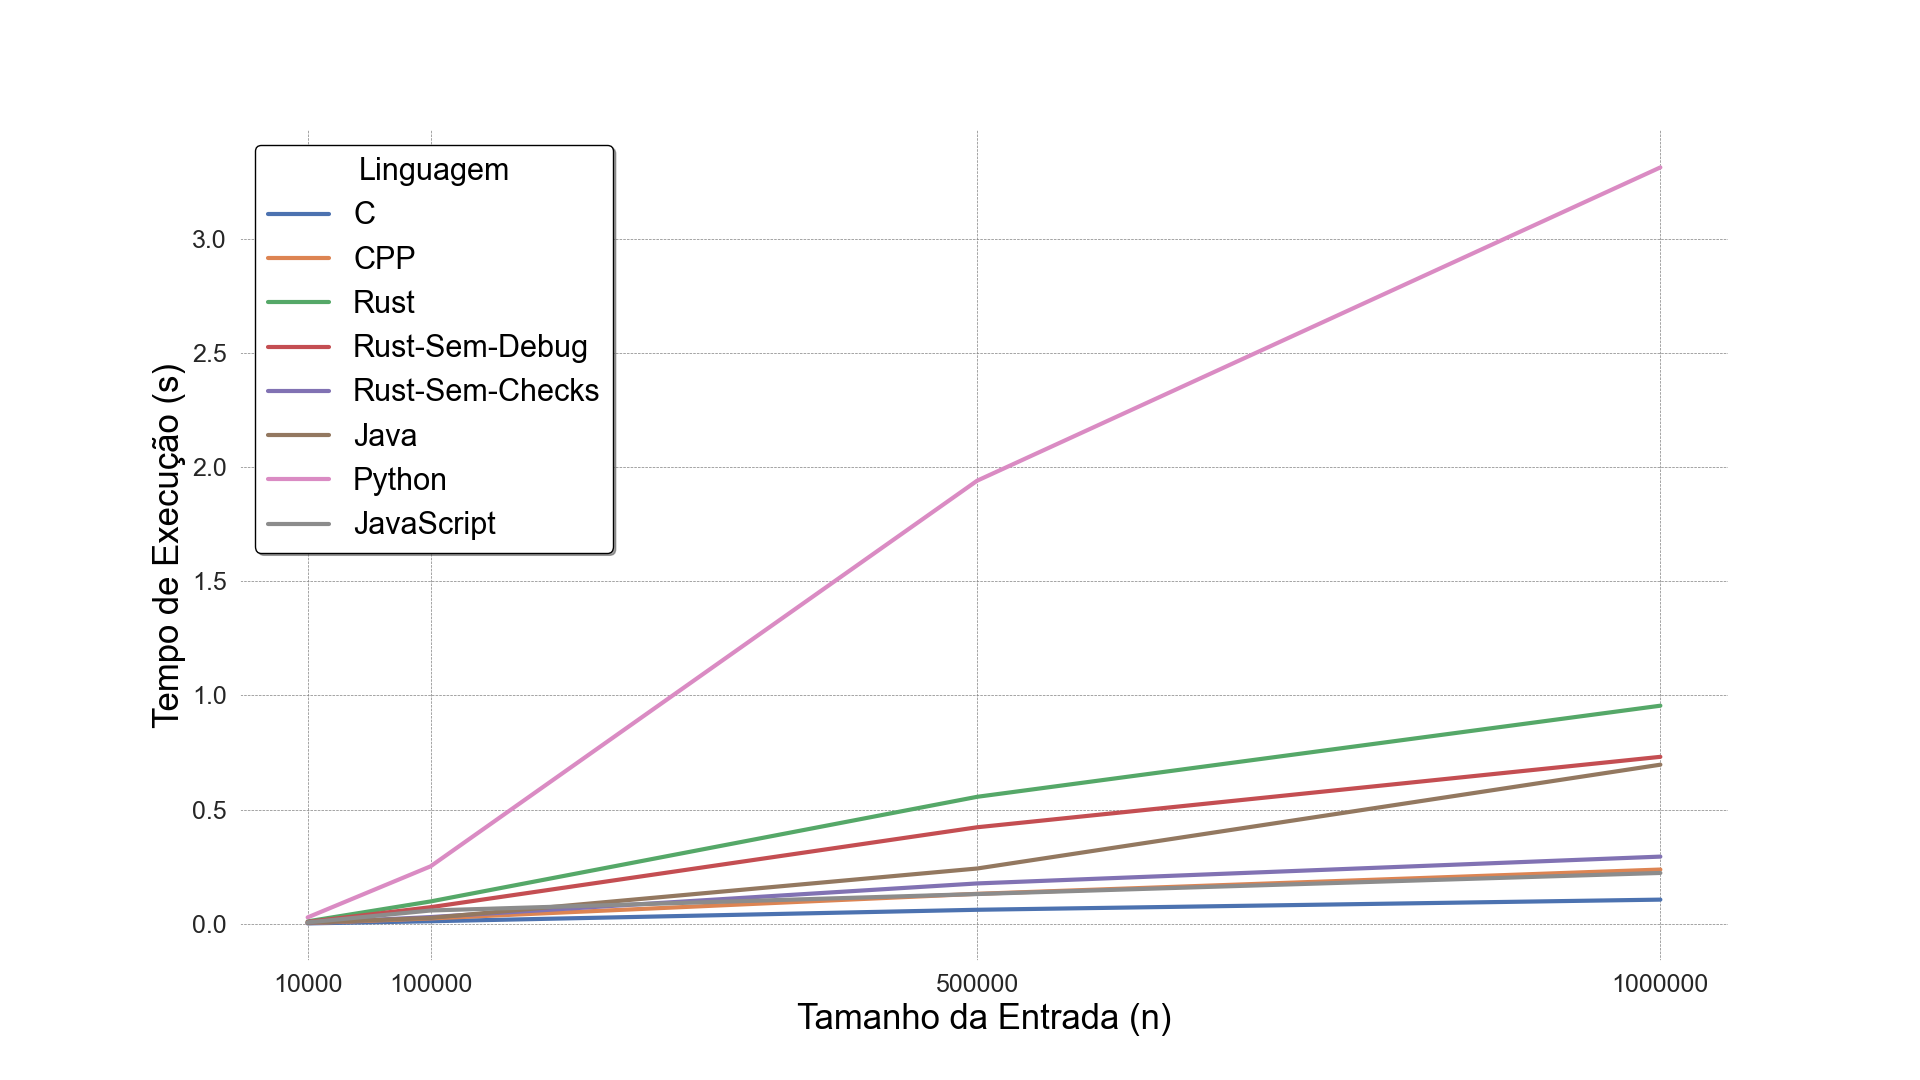 Linguagem
C
CPP
Rust
Rust-Sem-Debug
Rust-Sem-Checks
Java
Python
JavaScript
Tempo de Execução (s)
3.0
2.5
2.0
1.5
1.0
0.5
0.0
10000 100000 500000 1000000
Tamanho da Entrada (n)